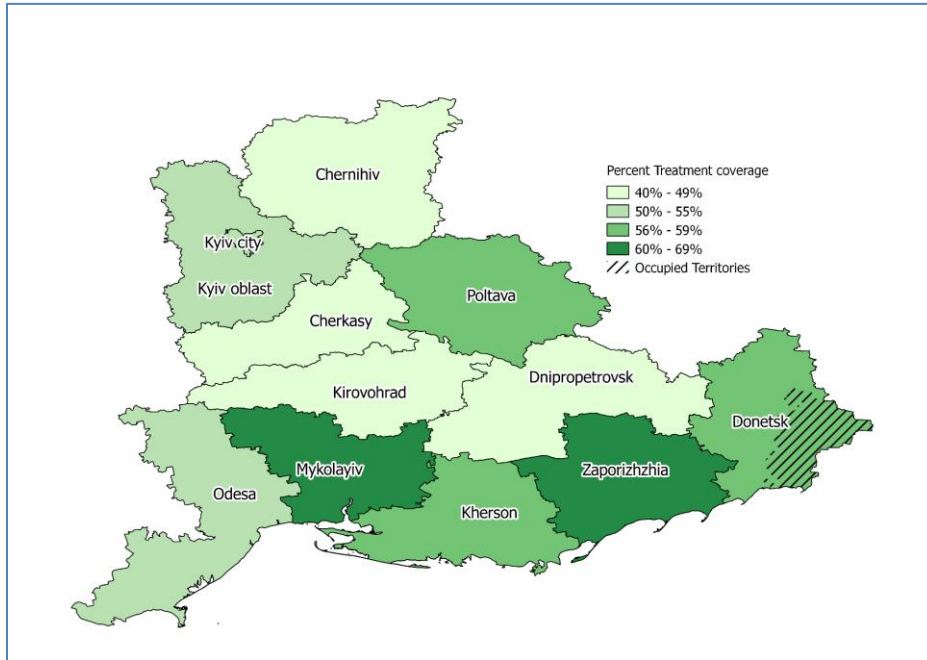 Chernihiv
Percent Treatment coverage
40% - 49%
50% - 55%
56% - 59%
60% - 69%
Occupied Territories
Kyiv city
Kyiv oblast
Poltava
Cherkasy
Dnipropetrovsk
Kirovohrad
Donetsk
Mykolayiv
Zaporizhzhia
Odesa
Kherson